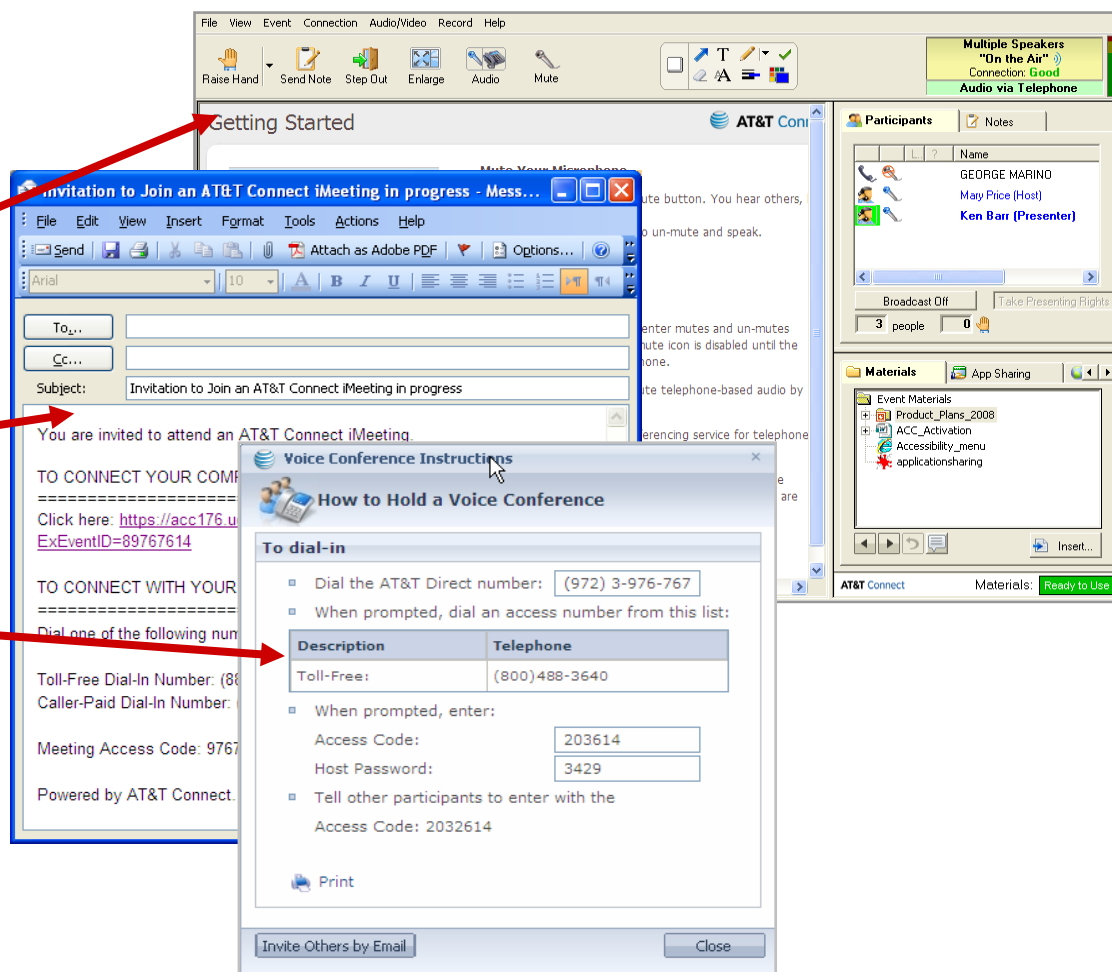 File View Event Connection Audio/Video Record Help
Raise Hand Send Note Step Out Enlarge Audio Mute
T
A
Multiple Speakers
"On the Air"
Connection: Good
Audio via Telephone
Getting Started
AT&T
Participants Notes
L. ? Name
GEORGE MARINO
Mary Price (Host)
Ken Barr (Presenter)
Broadcast Off Take Presenting Rights
3 people 0
Materials App Sharing
Event Materials
Product_Plans_2008
ACC_Activation
Accessibility_menu
applicationsharing
Insert...
AT&T Connect Materials: Ready to Use
Mute Your Microphone
ute button. You hear others,
o un-mute and speak.
enter mutes and un-mutes
ute icon is disabled until the
one.
ute telephone-based audio by
erencing service for telephone
e
are
Invitation to Join an AT&T Connect iMeeting in progress - Mess...
File Edit View Insert Format Tools Actions Help
Send Attach as Adobe PDF Options...
Arial 10 A B I U
To...
Cc...
Subject: Invitation to Join an AT&T Connect iMeeting in progress
You are invited to attend an AT&T Connect iMeeting.
TO CONNECT YOUR COMP
=====================
Click here: https://acc176.u
ExEventID=89767614
TO CONNECT WITH YOUR
=====================
Dial one of the following num
Toll-Free Dial-In Number: (88
Caller-Paid Dial-In Number: (
Meeting Access Code: 9767
Powered by AT&T Connect.
Voice Conference Instructions
How to Hold a Voice Conference
To dial-in
Dial the AT&T Direct number: (972) 3-976-767
When prompted, dial an access number from this list:
Description Telephone
Toll-Free: (800)488-3640
When prompted, enter:
Access Code: 203614
Host Password: 3429
Tell other participants to enter with the
Access Code: 2032614
Print
Invite Others by Email Close